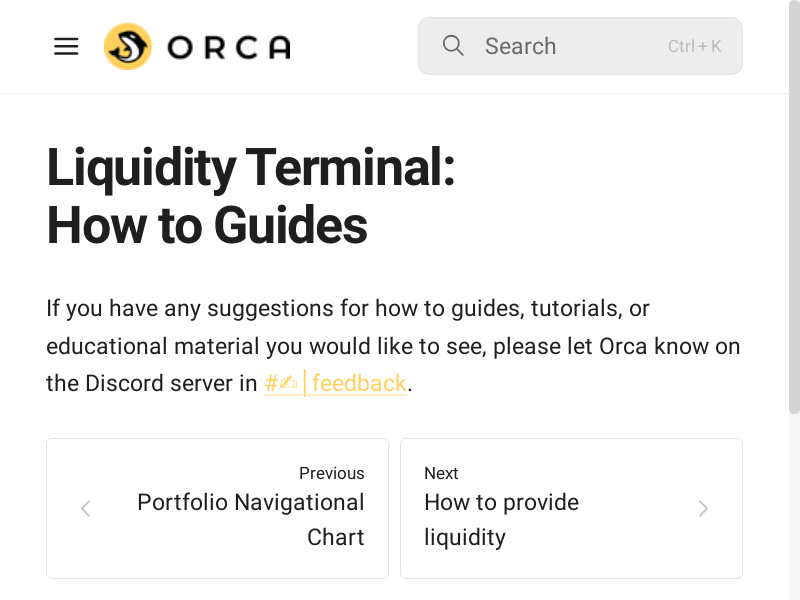 ORCA
Search
Ctrl + K
Liquidity Terminal:
How to Guides
If you have any suggestions for how to guides, tutorials, or
educational material you would like to see, please let Orca know on
the Discord server in #✍│feedback.
Previous
Portfolio Navigational
Chart
Next
How to provide
liquidity